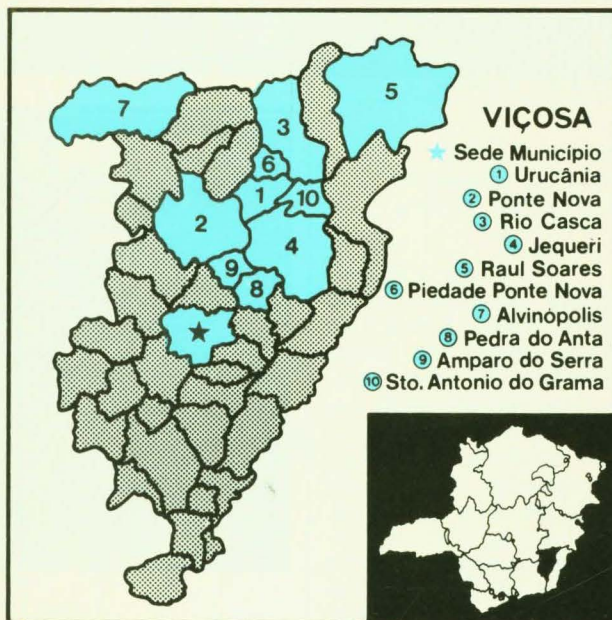 VIÇOSA
★ Sede Município
① Urucânia
② Ponte Nova
③ Rio Casca
④ Jequeri
⑤ Raul Soares
⑥ Piedade Ponte Nova
⑦ Alvinópolis
⑧ Pedra do Anta
⑨ Amparo do Serra
⑩ Sto. Antonio do Grama
7
5
3
6
1
10
2
4
9
8